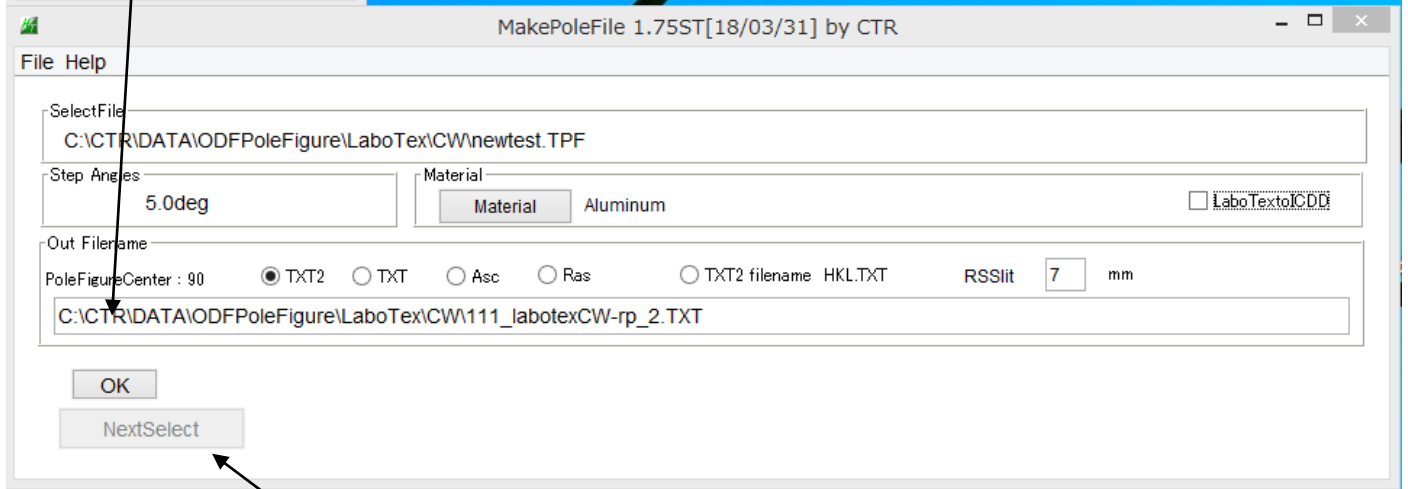 MakePoleFile 1.75ST[18/03/31] by CTR
File Help
SelectFile
C:\CTR\DATA\ODFPoleFigure\LaboTex\CW\newtest.TPF
Step Angles Material
5.0deg Material Aluminum LaboTextoICDD
Out Filename
PoleFigureCenter : 90 TXT2 TXT Asc Ras TXT2 filename HKL.TXT RSSlit 7 mm
C:\CTR\DATA\ODFPoleFigure\LaboTex\CW\111_labotexCW-rp_2.TXT
OK
NextSelect